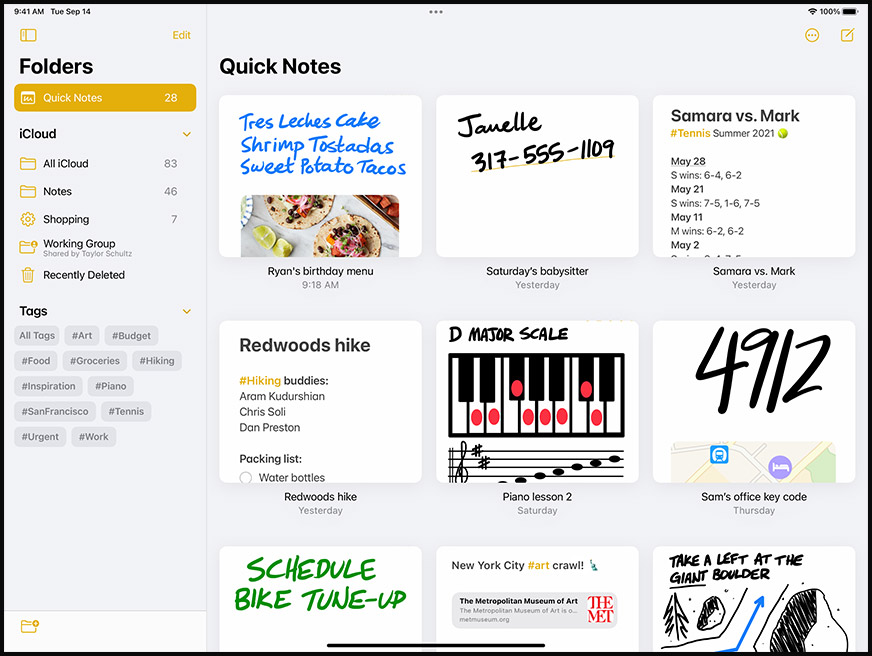 9:41 AM Tue Sep 14
100%
Edit
Folders
Quick Notes 28
iCloud
All iCloud 83
Notes 46
Shopping 7
Working Group
Shared by Taylor Schultz
Recently Deleted
Tags
All Tags #Art #Budget
#Food #Groceries #Hiking
#Inspiration #Piano
#SanFrancisco #Tennis
#Urgent #Work
Quick Notes
Tres Leches Cake
Shrimp Tostadas
Sweet Potato Tacos
Ryan's birthday menu
9:18 AM
Janelle
317-555-1109
Saturday's babysitter
Yesterday
Samara vs. Mark
#Tennis Summer 2021 🎾
May 28
S wins: 6-4, 6-2
May 21
S wins: 7-5, 1-6, 7-5
May 11
M wins: 6-2, 6-2
May 2
Samara vs. Mark
Yesterday
Redwoods hike
#Hiking buddies:
Aram Kudurshian
Chris Soli
Dan Preston
Packing list:
Water bottles
Redwoods hike
Yesterday
D MAJOR SCALE
Piano lesson 2
Saturday
4912
Sam's office key code
Thursday
SCHEDULE
BIKE TUNE-UP
New York City #art crawl! 🗽
The Metropolitan Museum of Art
The Metropolitan Museum of Art is o...
metmuseum.org
THE
MET
TAKE A LEFT AT THE
GIANT BOULDER